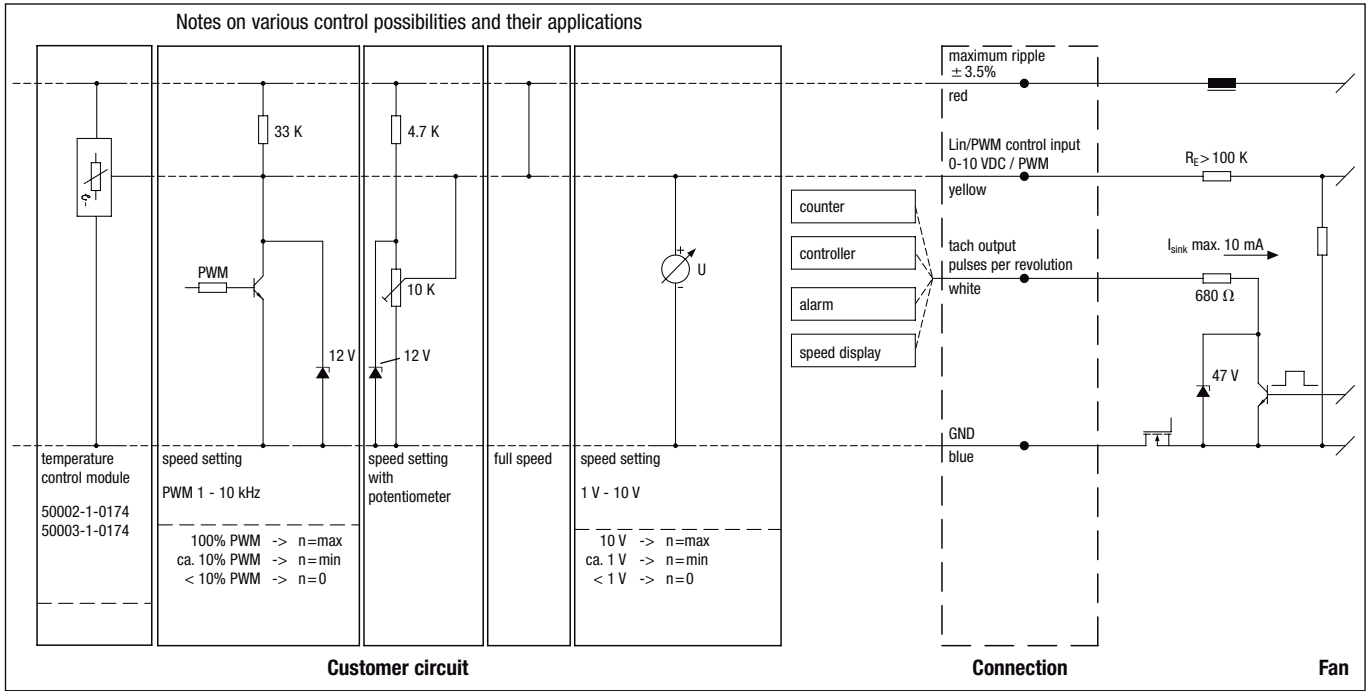 Notes on various control possibilities and their applications
33 K
PWM
12 V
4.7 K
10 K
12 V
+
U
-
temperature
control module
50002-1-0174
50003-1-0174
speed setting
PWM 1 - 10 kHz
100% PWM -> n=max
ca. 10% PWM -> n=min
< 10% PWM -> n=0
speed setting
with
potentiometer
full speed
speed setting
1 V - 10 V
10 V -> n=max
ca. 1 V -> n=min
< 1 V -> n=0
counter
controller
alarm
speed display
maximum ripple
±3.5%
red
Lin/PWM control input
0-10 VDC / PWM
yellow
tach output
pulses per revolution
white
GND
blue
RE>100 K
Isink max. 10 mA
680 Ω
47 V
Customer circuit
Connection
Fan